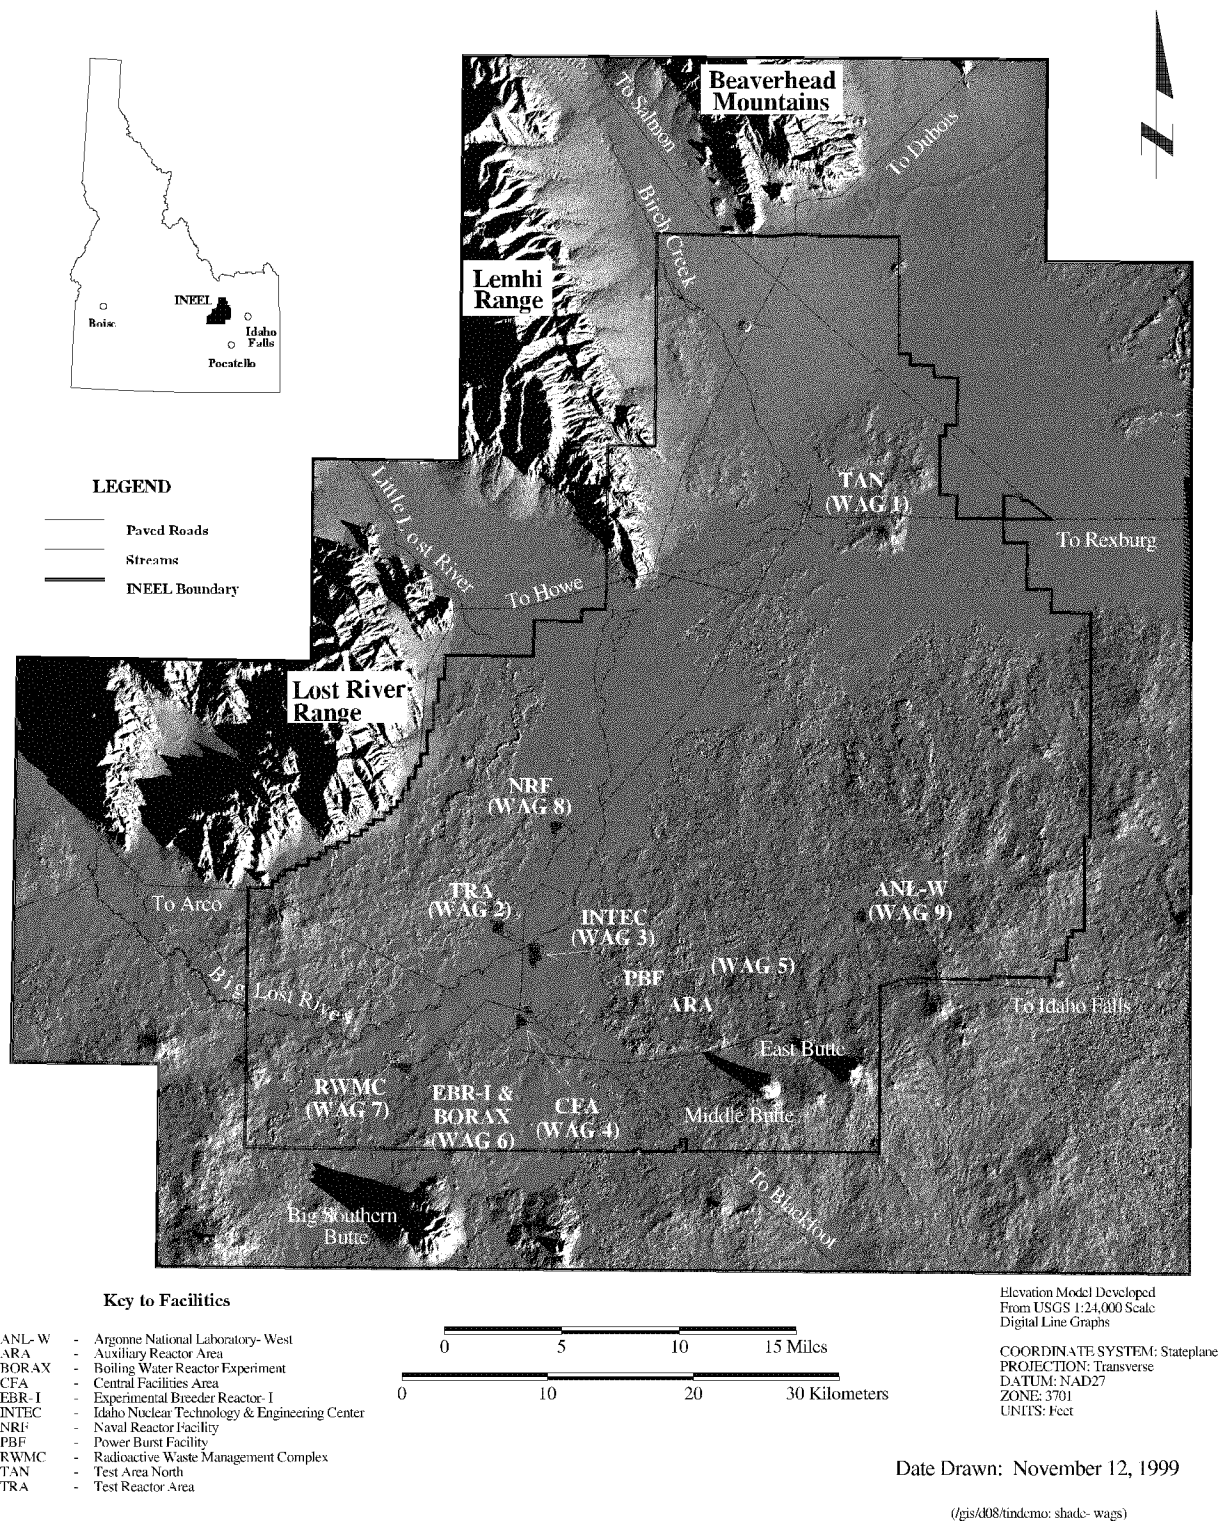 Beaverhead
Mountains
To Salmon
To Dubois
Birch Creek
Lemhi
Range
INEEL
Boise
Idaho
Falls
Pocatello
LEGEND
Paved Roads
Streams
INEEL Boundary
Little Lost River
TAN
(WAG 1)
To Rexburg
To Howe
Lost River
Range
NRF
(WAG 8)
TRA
(WAG 2)
ANL-W
(WAG 9)
To Arco
INTEC
(WAG 3)
(WAG 5)
PBF
ARA
Big Lost River
To Idaho Falls
East Butte
RWMC
(WAG 7)
EBR-I &
BORAX
(WAG 6)
CFA
(WAG 4)
Middle Butte
To Blackfoot
Big Southern
Butte
Key to Facilities
ANL-W - Argonne National Laboratory-West
ARA - Auxiliary Reactor Area
BORAX - Boiling Water Reactor Experiment
CFA - Central Facilities Area
EBR-I - Experimental Breeder Reactor-I
INTEC - Idaho Nuclear Technology & Engineering Center
NRF - Naval Reactor Facility
PBF - Power Burst Facility
RWMC - Radioactive Waste Management Complex
TAN - Test Area North
TRA - Test Reactor Area
0 5 10 15 Miles
0 10 20 30 Kilometers
Elevation Model Developed
From USGS 1:24,000 Scale
Digital Line Graphs
COORDINATE SYSTEM: Stateplane
PROJECTION: Transverse
DATUM: NAD27
ZONE: 3701
UNITS: Feet
Date Drawn: November 12, 1999
(/gis/d08/tindemo: shade-wags)